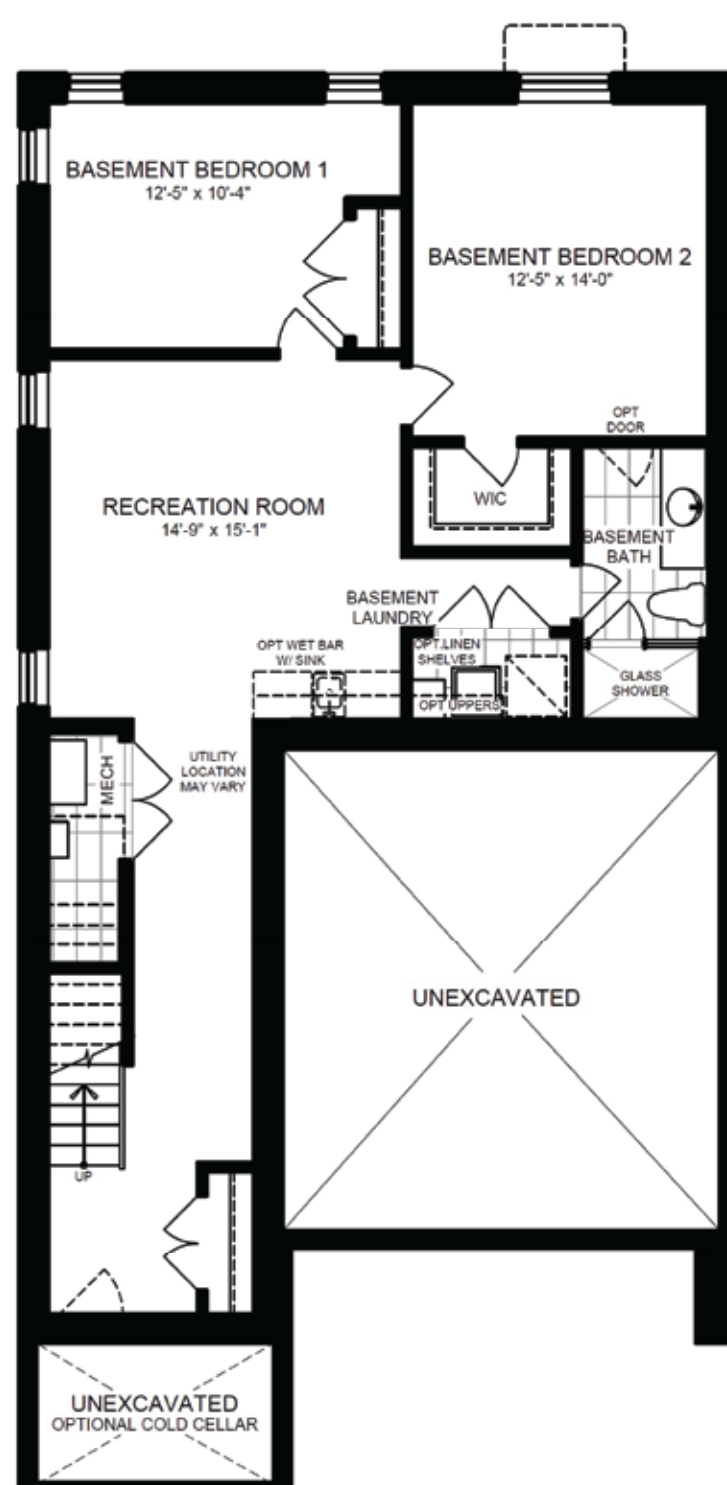 BASEMENT BEDROOM 1
12'-5" x 10'-4"
BASEMENT BEDROOM 2
12'-5" x 14'-0"
OPT
DOOR
RECREATION ROOM
14'-9" x 15'-1"
WIC
BASEMENT
BATH
BASEMENT
LAUNDRY
OPT WET BAR
W/ SINK
OPT.LINEN
SHELVES
OPT UPPERS
GLASS
SHOWER
MECH
UTILITY
LOCATION
MAY VARY
UNEXCAVATED
UP
UNEXCAVATED
OPTIONAL COLD CELLAR